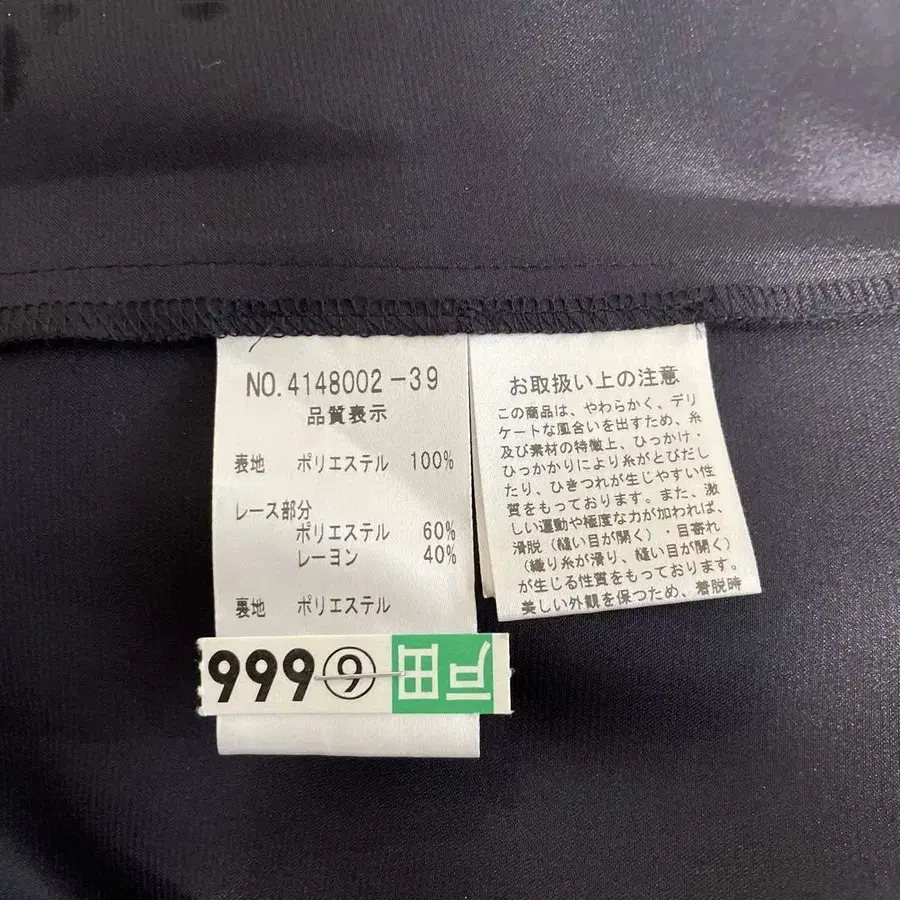 NO.4148002-39
品質表示
表地 ポリエステル 100%
レース部分
ポリエステル 60%
レーヨン 40%
裏地 ポリエステル
999⑨ 戸田
お取扱い上の注意
この商品は、やわらかく、デリ
ケートな風合いを出すため、糸
及び素材の特徴上、ひっかけ・
ひっかかりにより糸がとびだし
たり、ひきつれが生じやすい性
質をもっております。また、激
しい運動や極度な力が加われば、
滑脱（縫い目が開く）・目寄れ
（織り糸が滑り、縫い目が開く）
が生じる性質をもっております。
美しい外観を保つため、着脱時